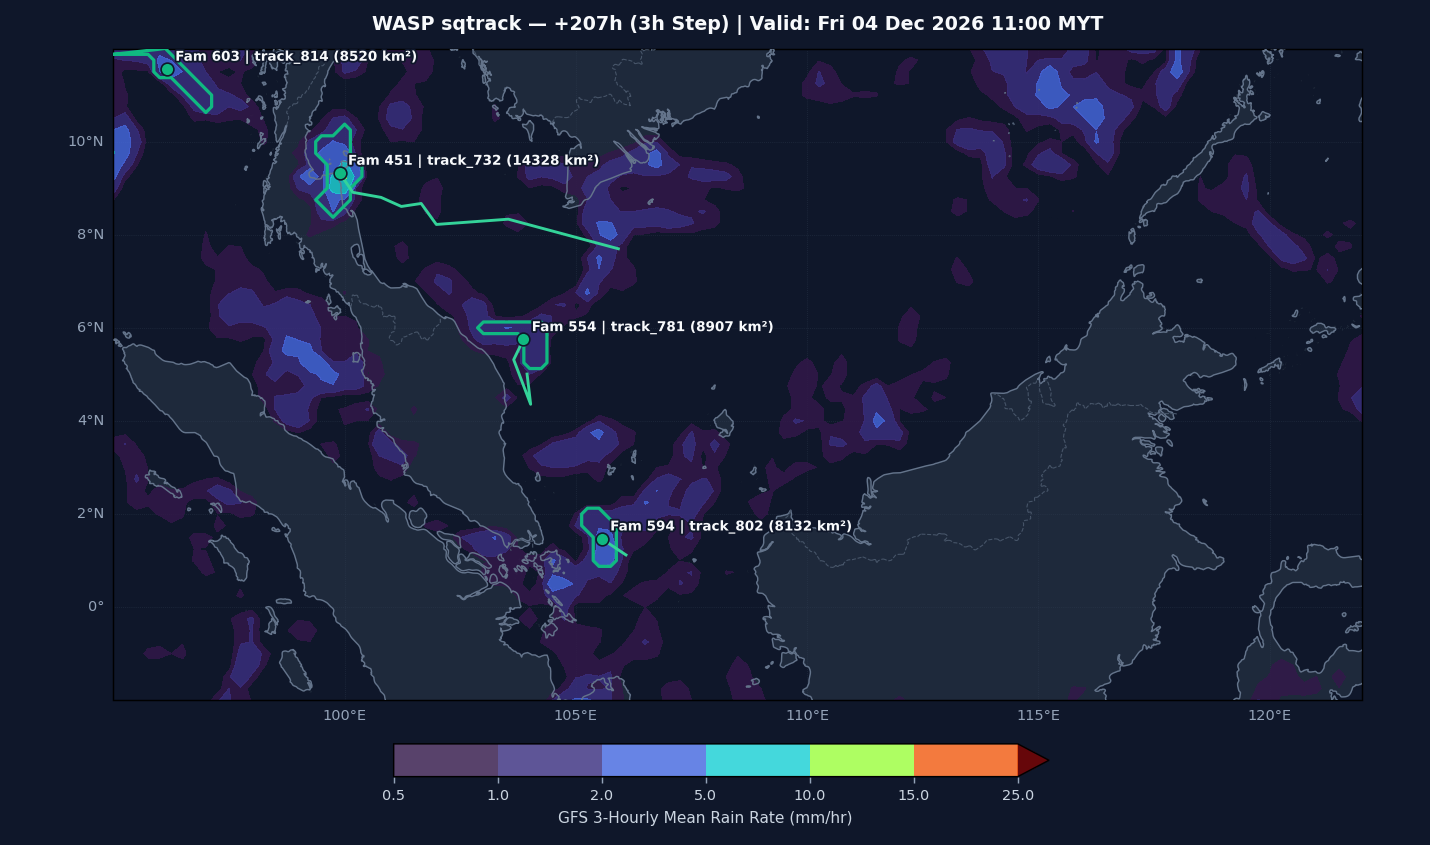 WASP sqtrack — +207h (3h Step) | Valid: Fri 04 Dec 2026 11:00 MYT
Fam 603 | track_814 (8520 km²)
10°N
Fam 451 | track_732 (14328 km²)
8°N
6°N
Fam 554 | track_781 (8907 km²)
4°N
2°N
Fam 594 | track_802 (8132 km²)
0°
100°E 105°E 110°E 115°E 120°E
0.5 1.0 2.0 5.0 10.0 15.0 25.0
GFS 3-Hourly Mean Rain Rate (mm/hr)